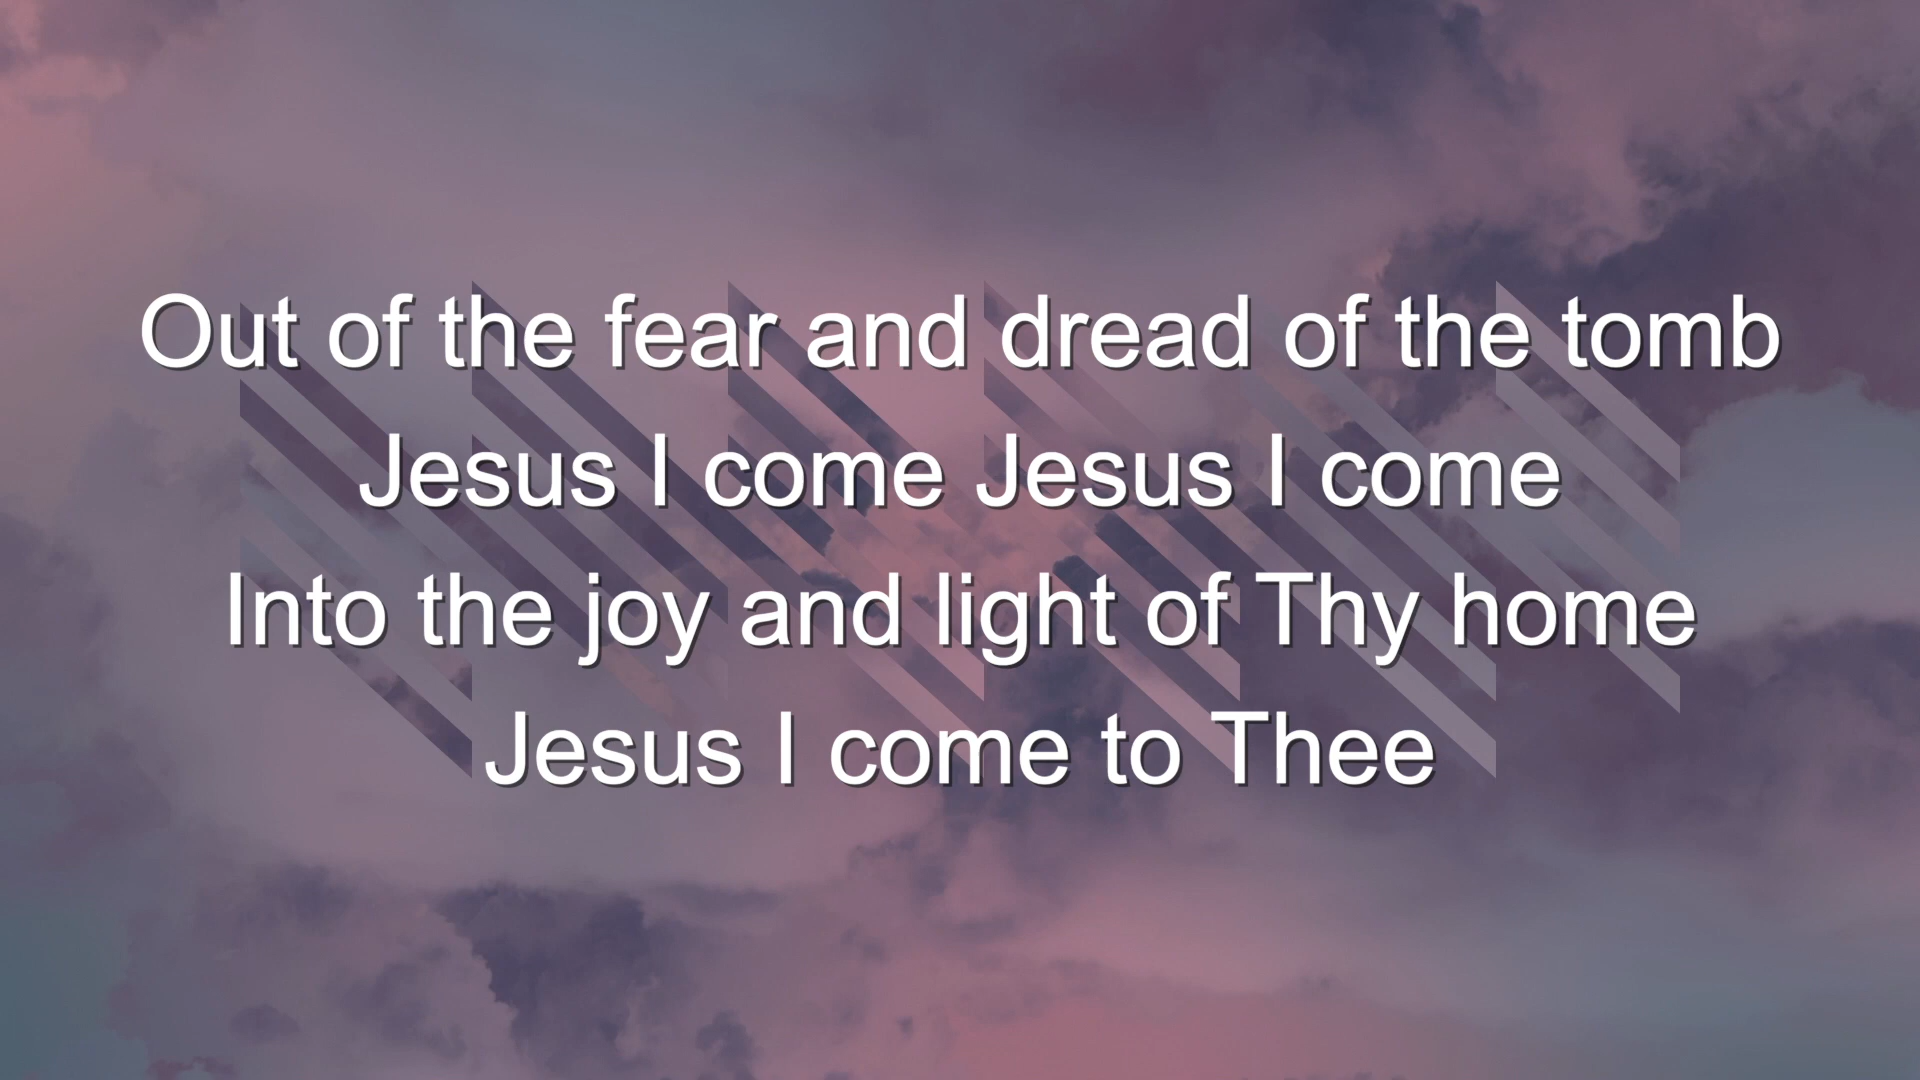 Out of the fear and dread of the tomb
Jesus I come Jesus I come
Into the joy and light of Thy home
Jesus I come to Thee